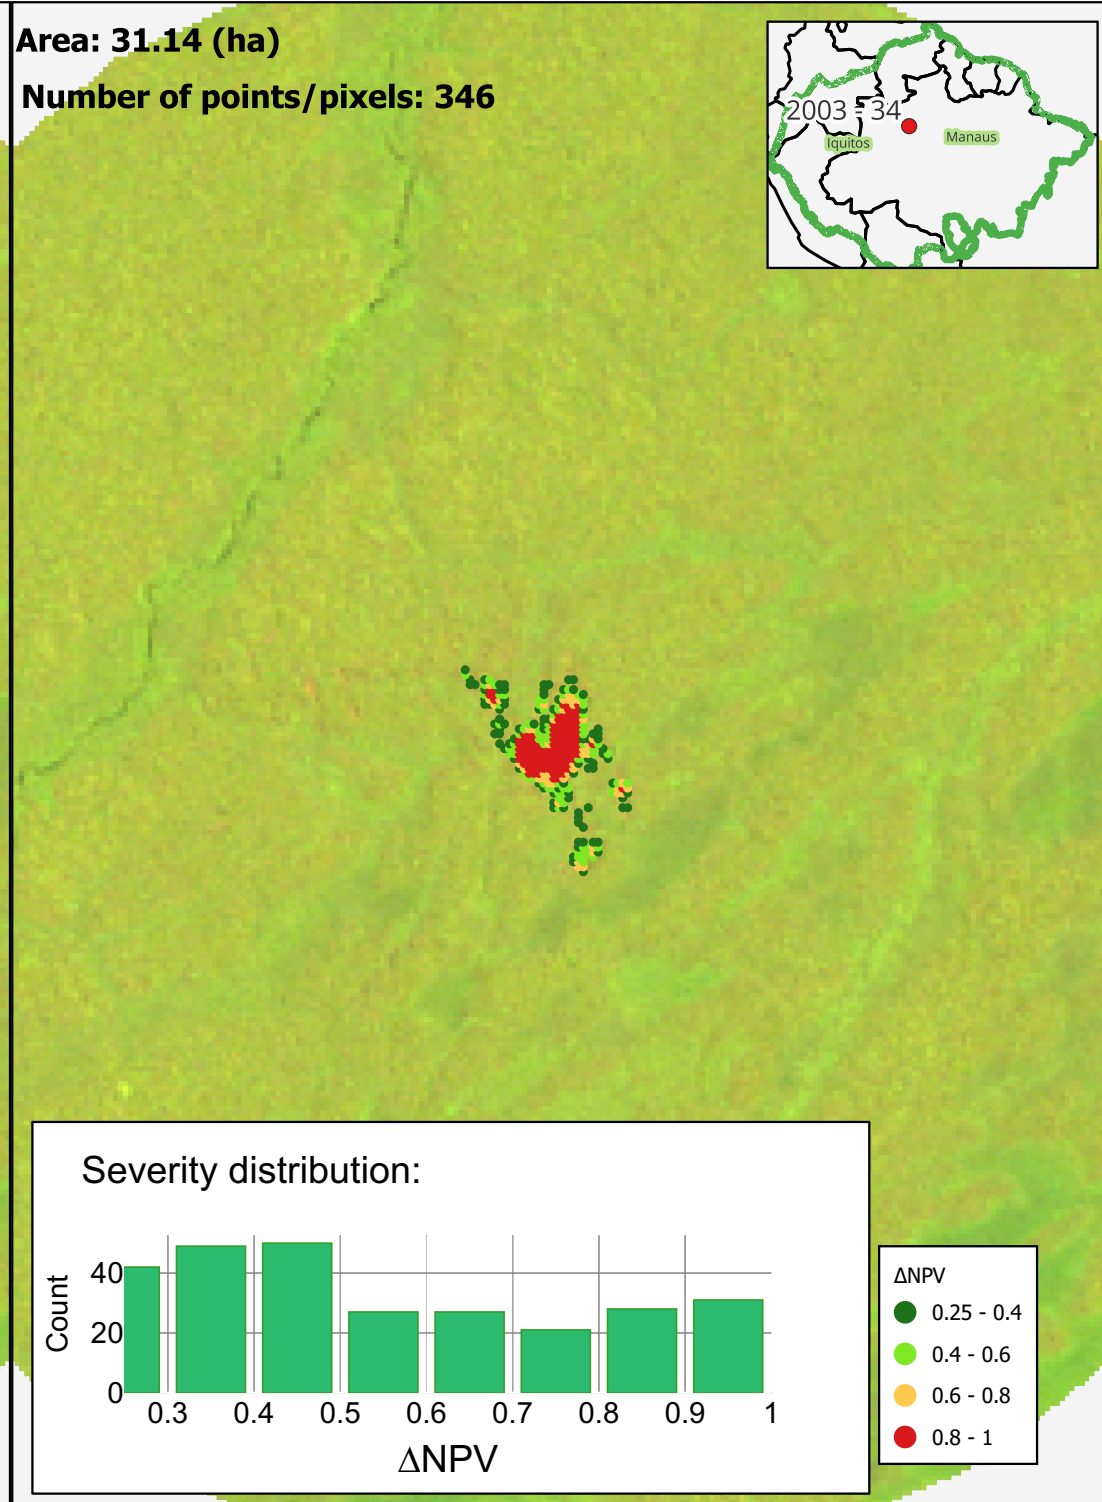 Area: 31.14 (ha)
Number of points/pixels: 346
2003 - 34
Iquitos
Manaus
Severity distribution:
Count
40
20
0
0.3 0.4 0.5 0.6 0.7 0.8 0.9 1
ΔNPV
ΔNPV
0.25 - 0.4
0.4 - 0.6
0.6 - 0.8
0.8 - 1